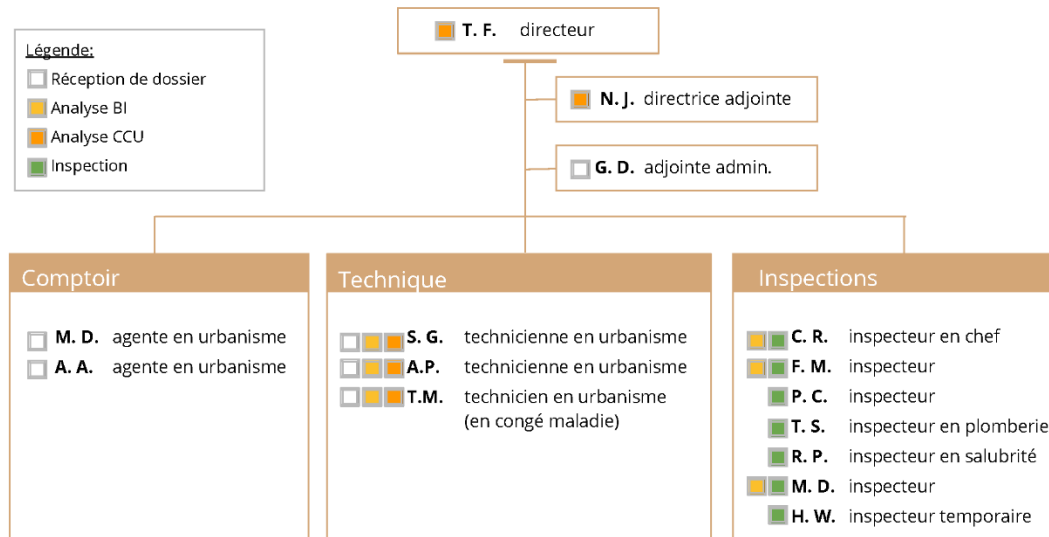 T. F. directeur
Légende:
Réception de dossier
Analyse BI
Analyse CCU
Inspection
N. J. directrice adjointe
G. D. adjointe admin.
Comptoir
M. D. agente en urbanisme
A. A. agente en urbanisme
Technique
S. G. technicienne en urbanisme
A.P. technicienne en urbanisme
T.M. technicien en urbanisme
(en congé maladie)
Inspections
C. R. inspecteur en chef
F. M. inspecteur
P. C. inspecteur
T. S. inspecteur en plomberie
R. P. inspecteur en salubrité
M. D. inspecteur
H. W. inspecteur temporaire